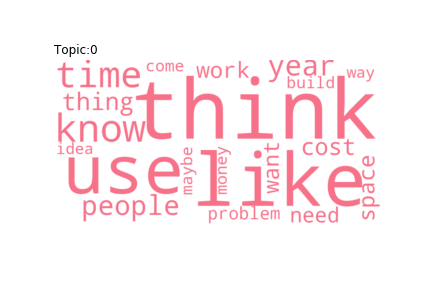 Topic:0
time come work year way
thing think build
know
idea use maybe like money want cost space
people problem need